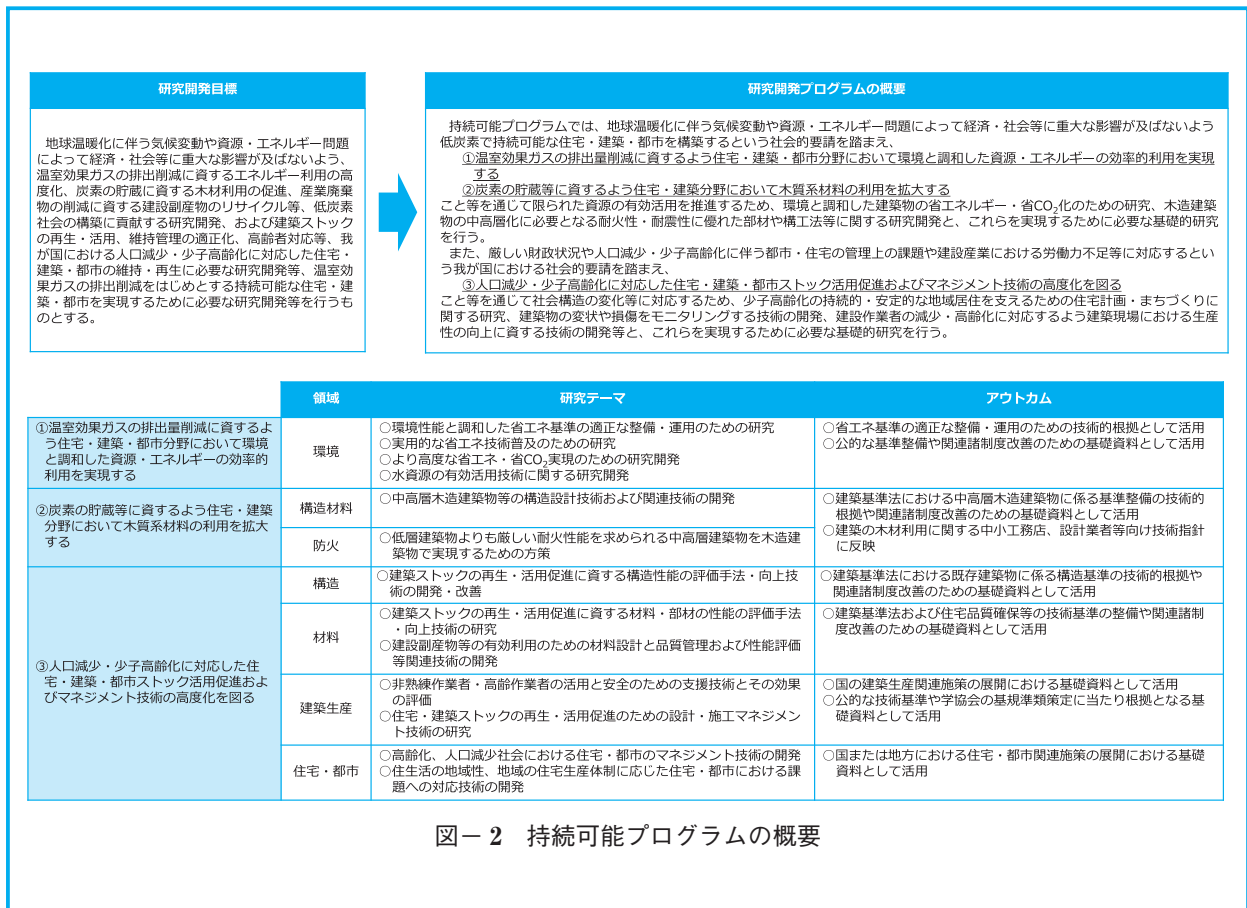 研究開発目標
地球温暖化に伴う気候変動や資源・エネルギー問題
によって経済・社会等に重大な影響が及ばないよう、
温室効果ガスの排出削減に資するエネルギー利用の高
度化、炭素の貯蔵に資する木材利用の促進、産業廃棄
物の削減に資する建設副産物のリサイクル等、低炭素
社会の構築に貢献する研究開発、および建築ストック
の再生・活用、維持管理の適正化、高齢者対応等、我
が国における人口減少・少子高齢化に対応した住宅・
建築・都市の維持・再生に必要な研究開発等、温室効
果ガスの排出削減をはじめとする持続可能な住宅・建
築・都市を実現するために必要な研究開発等を行うも
のとする。
研究開発プログラムの概要
持続可能プログラムでは、地球温暖化に伴う気候変動や資源・エネルギー問題によって経済・社会等に重大な影響が及ばないよう
低炭素で持続可能な住宅・建築・都市を構築するという社会的要請を踏まえ、
①温室効果ガスの排出量削減に資するよう住宅・建築・都市分野において環境と調和した資源・エネルギーの効率的利用を実現
する
②炭素の貯蔵等に資するよう住宅・建築分野において木質系材料の利用を拡大する
こと等を通じて限られた資源の有効活用を推進するため、環境と調和した建築物の省エネルギー・省CO₂化のための研究、木造建築
物の中高層化に必要となる耐火性・耐震性に優れた部材や構工法等に関する研究開発と、これらを実現するために必要な基礎的研究
を行う。
また、厳しい財政状況や人口減少・少子高齢化に伴う都市・住宅の管理上の課題や建設産業における労働力不足等に対応するとい
う我が国における社会的要請を踏まえ、
③人口減少・少子高齢化に対応した住宅・建築・都市ストック活用促進およびマネジメント技術の高度化を図る
こと等を通じて社会構造の変化等に対応するため、少子高齢化の持続的・安定的な地域居住を支えるための住宅計画・まちづくりに
関する研究、建築物の変状や損傷をモニタリングする技術の開発、建設作業者の減少・高齢化に対応するよう建築現場における生産
性の向上に資する技術の開発等と、これらを実現するために必要な基礎的研究を行う。
領域
研究テーマ
アウトカム
①温室効果ガスの排出量削減に資するよ
う住宅・建築・都市分野において環境
と調和した資源・エネルギーの効率的
利用を実現する
環境
○環境性能と調和した省エネ基準の適正な整備・運用のための研究
○実用的な省エネ技術普及のための研究
○より高度な省エネ・省CO₂実現のための研究開発
○水資源の有効活用技術に関する研究開発
○省エネ基準の適正な整備・運用のための技術的根拠として活用
○公的な基準整備や関連諸制度改善のための基礎資料として活用
②炭素の貯蔵等に資するよう住宅・建築
分野において木質系材料の利用を拡大
する
構造材料
○中高層木造建築物等の構造設計技術および関連技術の開発
防火
○低層建築物よりも厳しい耐火性能を求められる中高層建築物を木造建
築物で実現するための方策
○建築基準法における中高層木造建築物に係る基準整備の技術的
根拠や関連諸制度改善のための基礎資料として活用
○建築の木材利用に関する中小工務店、設計業者等向け技術指針
に反映
③人口減少・少子高齢化に対応した住
宅・建築・都市ストック活用促進およ
びマネジメント技術の高度化を図る
構造
○建築ストックの再生・活用促進に資する構造性能の評価手法・向上技
術の開発・改善
○建築基準法における既存建築物に係る構造基準の技術的根拠や
関連諸制度改善のための基礎資料として活用
材料
○建築ストックの再生・活用促進に資する材料・部材の性能の評価手法
・向上技術の研究
○建設副産物等の有効利用のための材料設計と品質管理および性能評価
等関連技術の開発
○建築基準法および住宅品質確保等の技術基準の整備や関連諸制
度改善のための基礎資料として活用
建築生産
○非熟練作業者・高齢作業者の活用と安全のための支援技術とその効果
の評価
○住宅・建築ストックの再生・活用促進のための設計・施工マネジメン
ト技術の研究
○国の建築生産関連施策の展開における基礎資料として活用
○公的な技術基準や学協会の基規準類策定に当たり根拠となる基
礎資料として活用
住宅・都市
○高齢化、人口減少社会における住宅・都市のマネジメント技術の開発
○住生活の地域性、地域の住宅生産体制に応じた住宅・都市における課
題への対応技術の開発
○国または地方における住宅・都市関連施策の展開における基礎
資料として活用
図－2 持続可能プログラムの概要